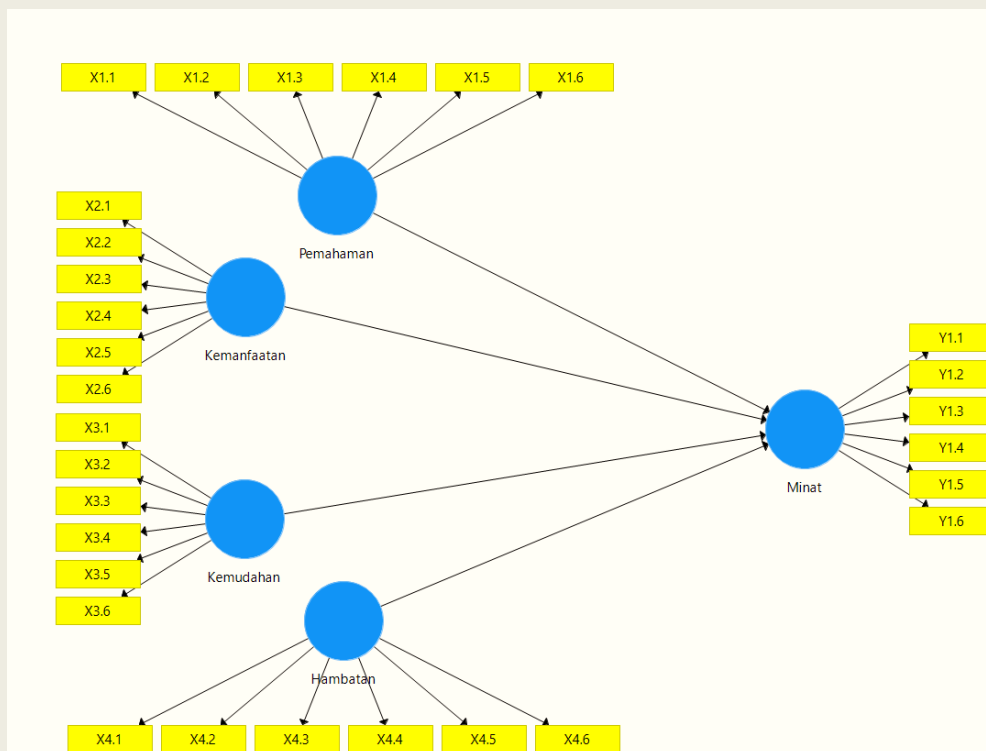 X1.1 X1.2 X1.3 X1.4 X1.5 X1.6
Pemahaman
X2.1
X2.2
X2.3
X2.4
X2.5
X2.6
Kemanfaatan
X3.1
X3.2
X3.3
X3.4
X3.5
X3.6
Kemudahan
Hambatan
X4.1 X4.2 X4.3 X4.4 X4.5 X4.6
Minat
Y1.1
Y1.2
Y1.3
Y1.4
Y1.5
Y1.6